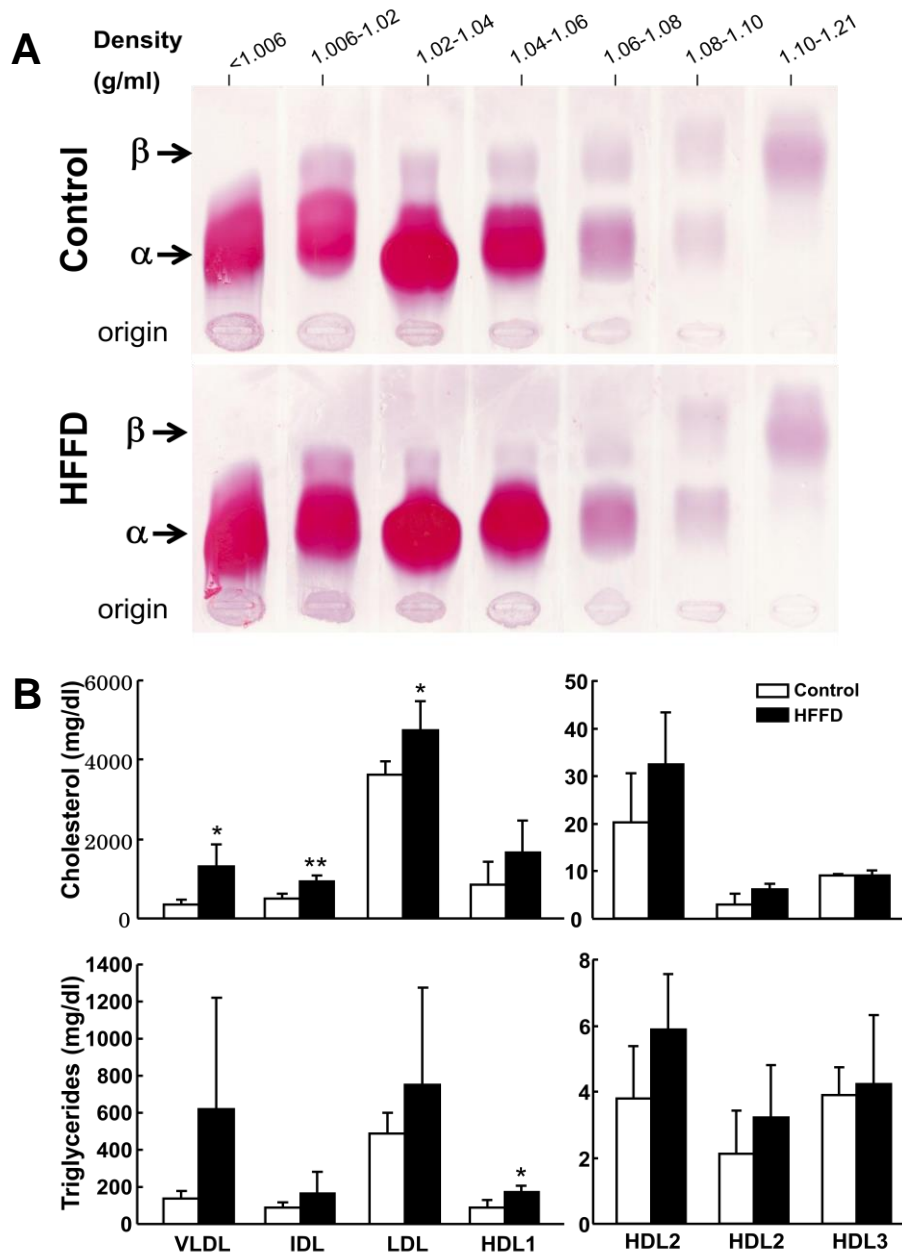 A
Density
(g/ml)
<1.006
1.006-1.02
1.02-1.04
1.04-1.06
1.06-1.08
1.08-1.10
1.10-1.21
Control
β
α
origin
HFFD
β
α
origin
B
Cholesterol (mg/dl)
6000
4000
2000
0
*
**
*
50
40
30
20
10
0
Control
HFFD
Triglycerides (mg/dl)
1400
1200
1000
800
600
400
200
0
*
8
6
4
2
0
VLDL IDL LDL HDL1 HDL2 HDL2 HDL3